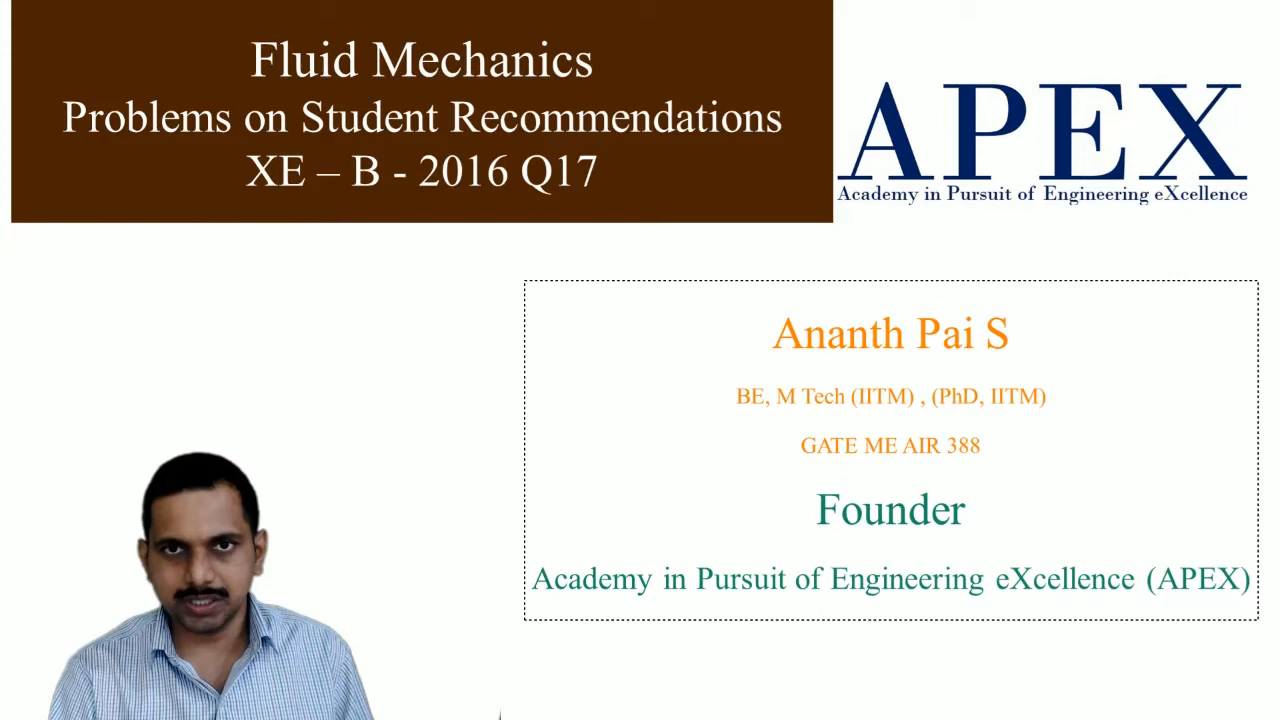 Fluid Mechanics
Problems on Student Recommendations
XE – B - 2016 Q17
APEX
Academy in Pursuit of Engineering eXcellence
Ananth Pai S
BE, M Tech (IITM) , (PhD, IITM)
GATE ME AIR 388
Founder
Academy in Pursuit of Engineering eXcellence (APEX)